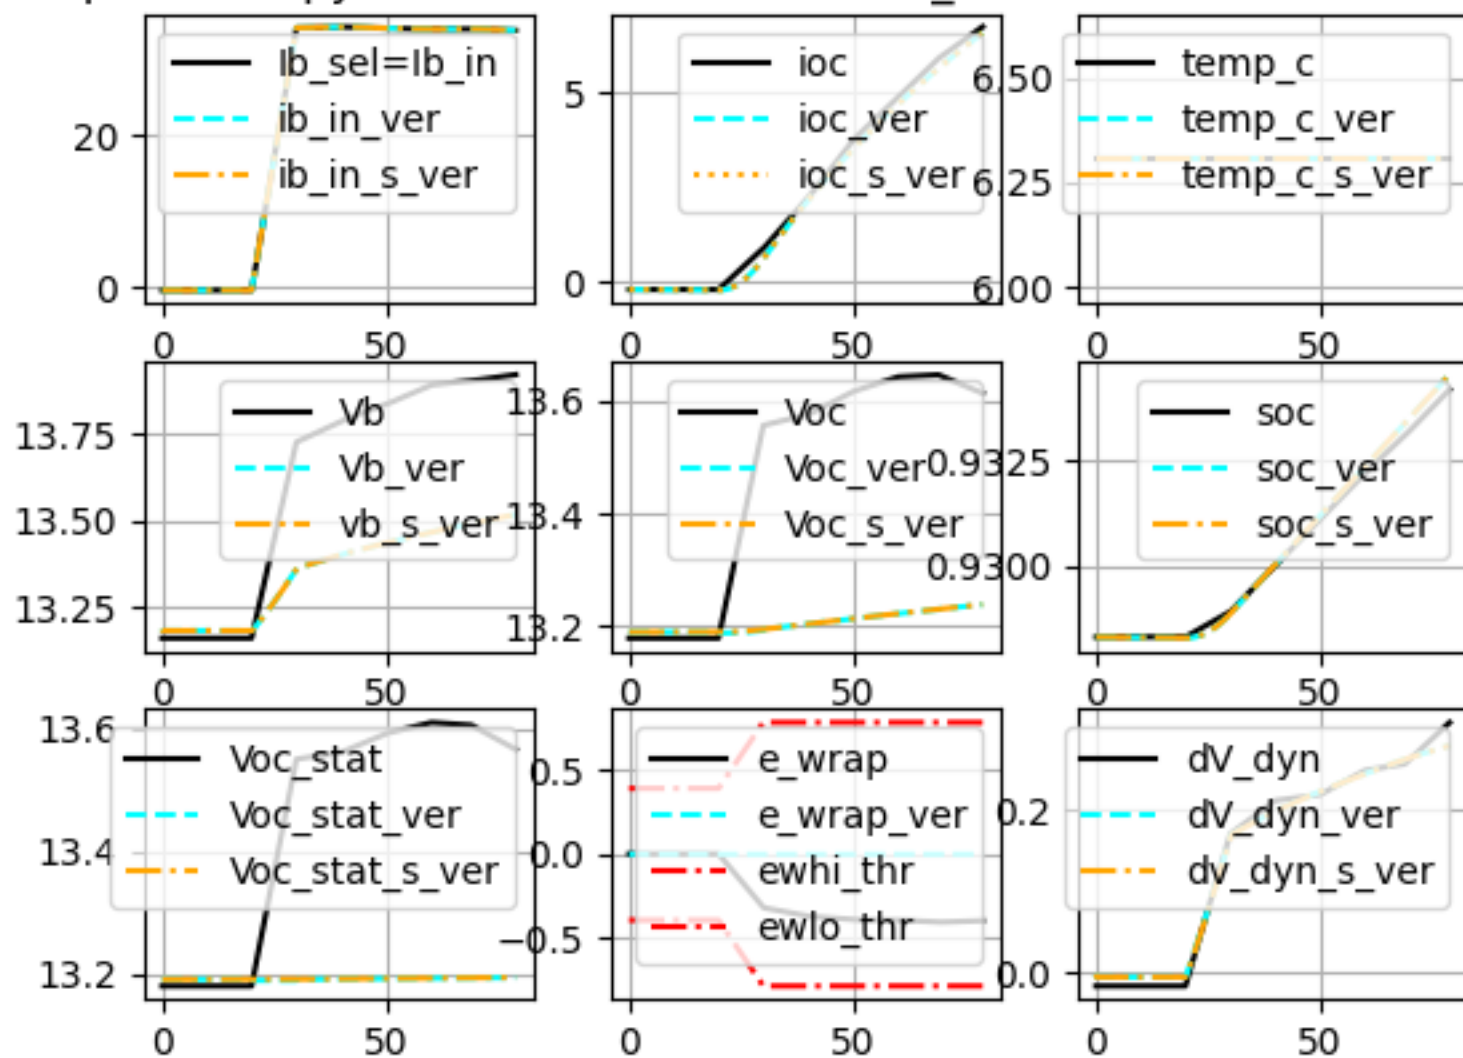 Ib_sel=Ib_in
ib_in_ver
ib_in_s_ver
20
0
0 50
ioc
ioc_ver
ioc_s_ver
5
0
0 50
temp_c
temp_c_ver
temp_c_s_ver
6.50
6.25
6.00
0 50
Vb
Vb_ver
vb_s_ver
13.75
13.50
13.25
0 50
Voc
Voc_ver
Voc_s_ver
13.6
13.4
13.2
0 50
soc
soc_ver
soc_s_ver
0.9325
0.9300
0 50
Voc_stat
Voc_stat_ver
Voc_stat_s_ver
13.6
13.4
13.2
0 50
e_wrap
e_wrap_ver
ewhi_thr
ewlo_thr
0.5
0.0
−0.5
0 50
dV_dyn
dV_dyn_ver
dv_dyn_s_ver
0.2
0.0
0 50